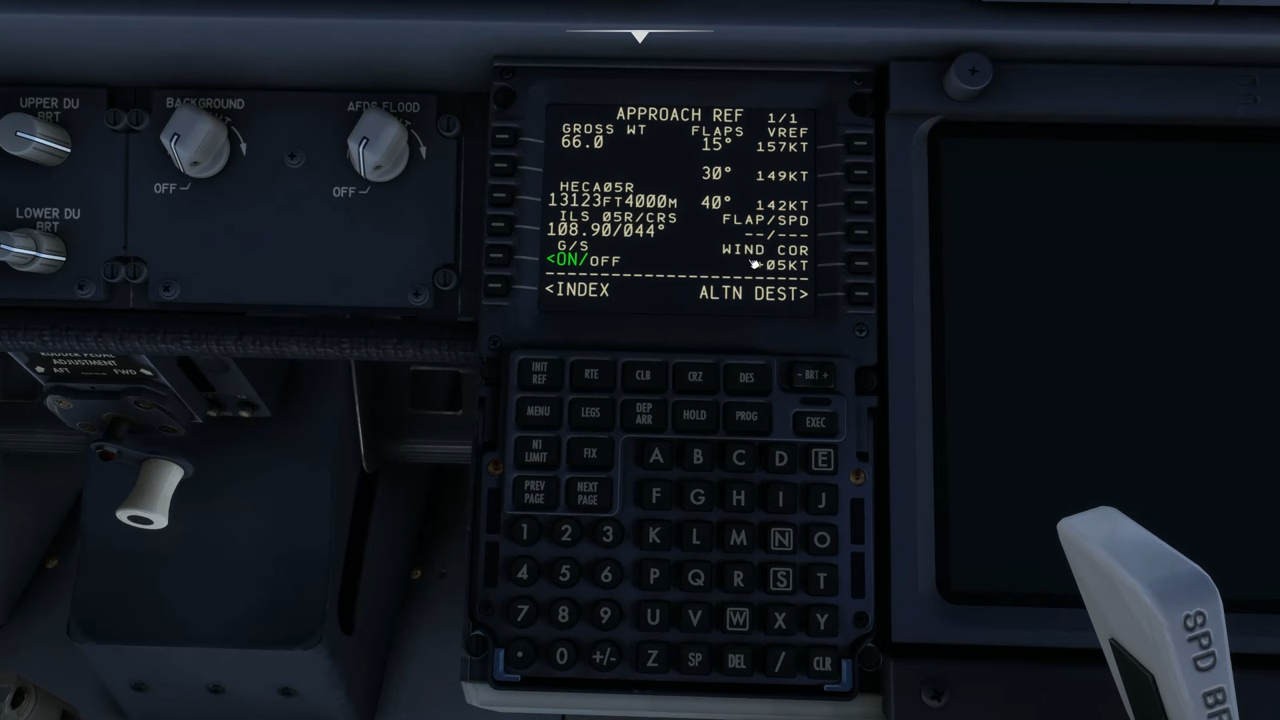 UPPER DU
BRT
BACKGROUND
OFF
AFDS FLOOD
OFF
LOWER DU
BRT
APPROACH REF 1/1
GROSS WT FLAPS VREF
66.0 15° 157KT
30° 149KT
HECA05R
13123FT4000M 40° 142KT
ILS 05R/CRS FLAP/SPD
108.90/044° --/---
G/S WIND COR
<ON/OFF 05KT
<INDEX ALTN DEST>
ADJUSTMENT
AFT FWD
INIT REF
RTE
CLB
CRZ
DES
- BRT +
MENU
LEGS
DEP ARR
HOLD
PROG
EXEC
N1 LIMIT
FIX
A B C D E
PREV PAGE
NEXT PAGE
F G H I J
1 2 3 K L M N O
4 5 6 P Q R S T
7 8 9 U V W X Y
. 0 +/- Z SP DEL / CLR
SPD